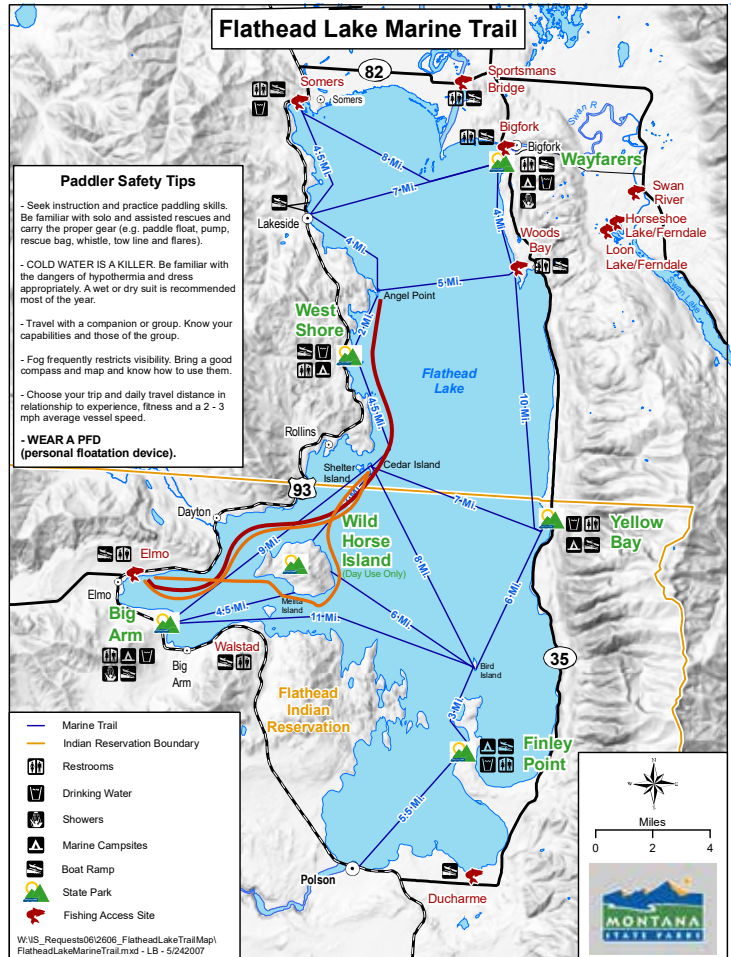 Flathead Lake Marine Trail
82
Somers
Somers
Sportsmans
Bridge
Bigfork
Bigfork
Wayfarers
Swan R
Swan
River
Horseshoe
Lake/Ferndale
Loon
Lake/Ferndale
Swan Lake
4.5 Mi.
8 Mi.
7 Mi.
4 Mi.
Lakeside
Woods
Bay
4 Mi.
5 Mi.
Angel Point
West
Shore
2 Mi.
Flathead
Lake
4.5 Mi.
10 Mi.
Rollins
Shelter
Island
Cedar Island
93
Dayton
7 Mi.
Wild
Horse
Island
(Day Use Only)
Yellow
Bay
9 Mi.
8 Mi.
Elmo
Elmo
6 Mi.
Big
Arm
4.5 Mi.
Melita
Island
11 Mi.
6 Mi.
Walstad
Big
Arm
Bird
Island
35
Flathead
Indian
Reservation
3 Mi.
Finley
Point
5.5 Mi.
Polson
Ducharme
Paddler Safety Tips
- Seek instruction and practice paddling skills.
Be familiar with solo and assisted rescues and
carry the proper gear (e.g. paddle float, pump,
rescue bag, whistle, tow line and flares).
- COLD WATER IS A KILLER. Be familiar with
the dangers of hypothermia and dress
appropriately. A wet or dry suit is recommended
most of the year.
- Travel with a companion or group. Know your
capabilities and those of the group.
- Fog frequently restricts visibility. Bring a good
compass and map and know how to use them.
- Choose your trip and daily travel distance in
relationship to experience, fitness and a 2 - 3
mph average vessel speed.
- WEAR A PFD
(personal floatation device).
Marine Trail
Indian Reservation Boundary
Restrooms
Drinking Water
Showers
Marine Campsites
Boat Ramp
State Park
Fishing Access Site
W:\IS_Requests06\2606_FlatheadLakeTrailMap\
FlatheadLakeMarineTrail.mxd - LB - 5/242007
N
W E
S
Miles
0 2 4
MONTANA
STATE PARKS